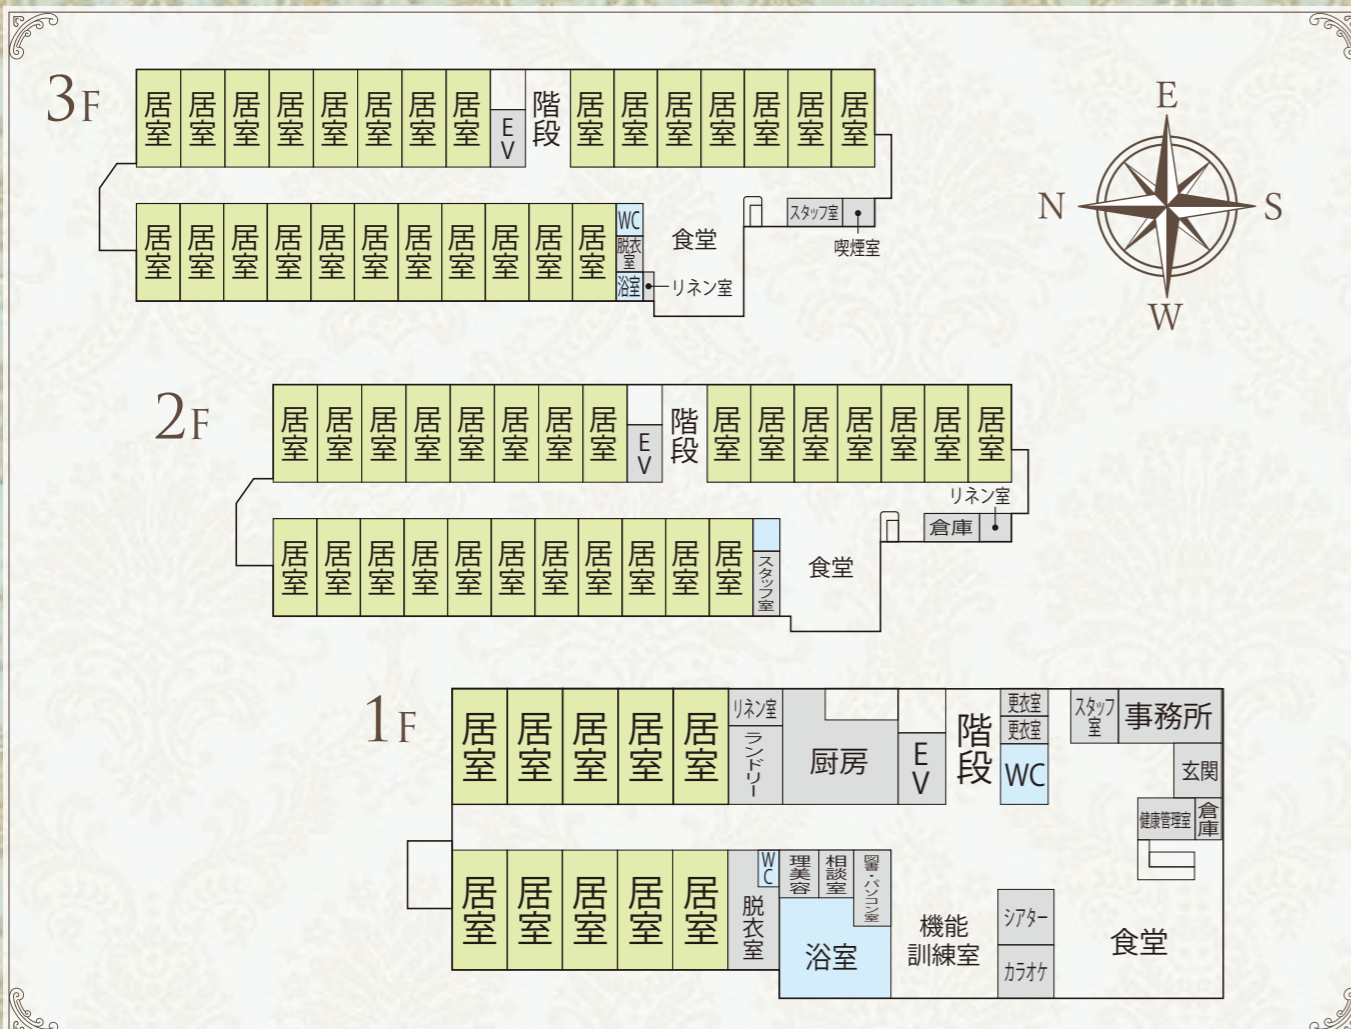 3F
居室 居室 居室 居室 居室 居室 居室 居室 EV 階段 居室 居室 居室 居室 居室 居室 居室
居室 居室 居室 居室 居室 居室 居室 居室 居室 居室 居室 WC 脱衣室 浴室 リネン室 食堂 スタッフ室 喫煙室
E
N S
W
2F
居室 居室 居室 居室 居室 居室 居室 居室 EV 階段 居室 居室 居室 居室 居室 居室 居室
居室 居室 居室 居室 居室 居室 居室 居室 居室 居室 居室 スタッフ室 食堂 倉庫 リネン室
1F
居室 居室 居室 居室 居室 リネン室 ランドリー 厨房 EV 階段 更衣室 更衣室 WC スタッフ室 事務所
玄関
健康管理室 倉庫
居室 居室 居室 居室 居室 脱衣室 WC 理美容 相談室 図書・パソコン室 浴室 機能訓練室 シアター カラオケ 食堂